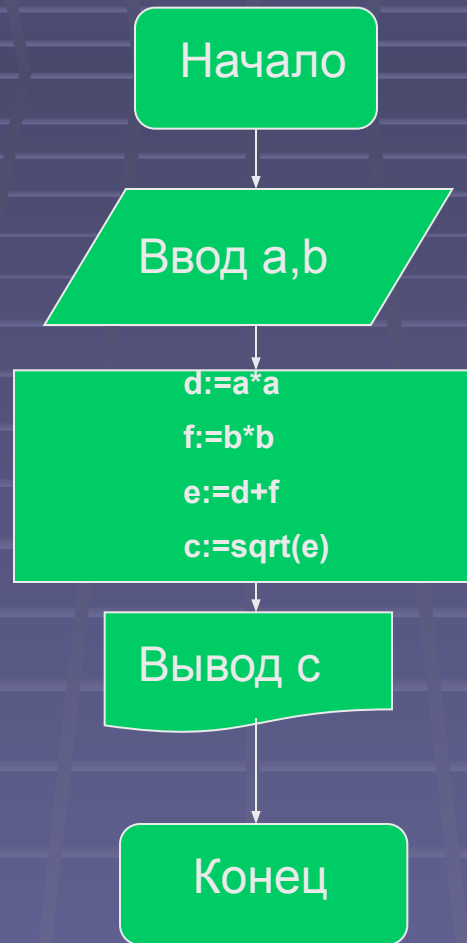 Начало
Ввод a,b
d:=a*a
f:=b*b
e:=d+f
c:=sqrt(e)
Вывод c
Конец